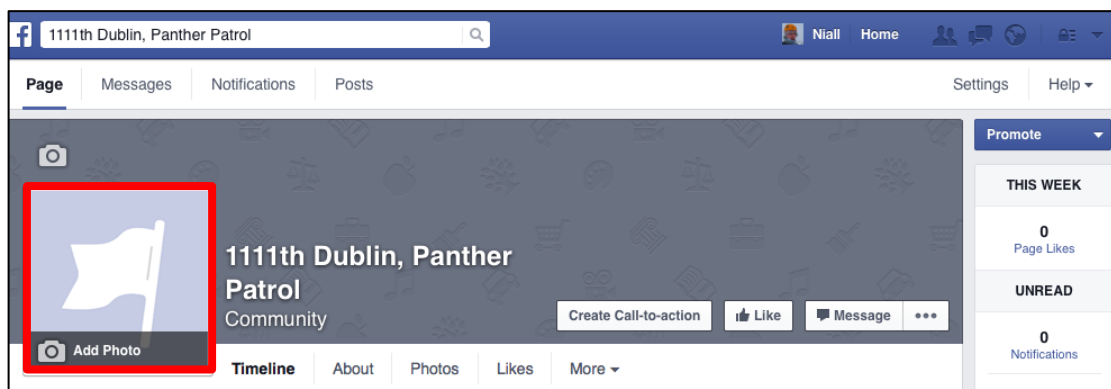 f 1111th Dublin, Panther Patrol Niall Home
Page Messages Notifications Posts Settings Help
Promote
THIS WEEK
0
Page Likes
UNREAD
0
Notifications
1111th Dublin, Panther
Patrol
Community
Create Call-to-action Like Message •••
Add Photo
Timeline About Photos Likes More